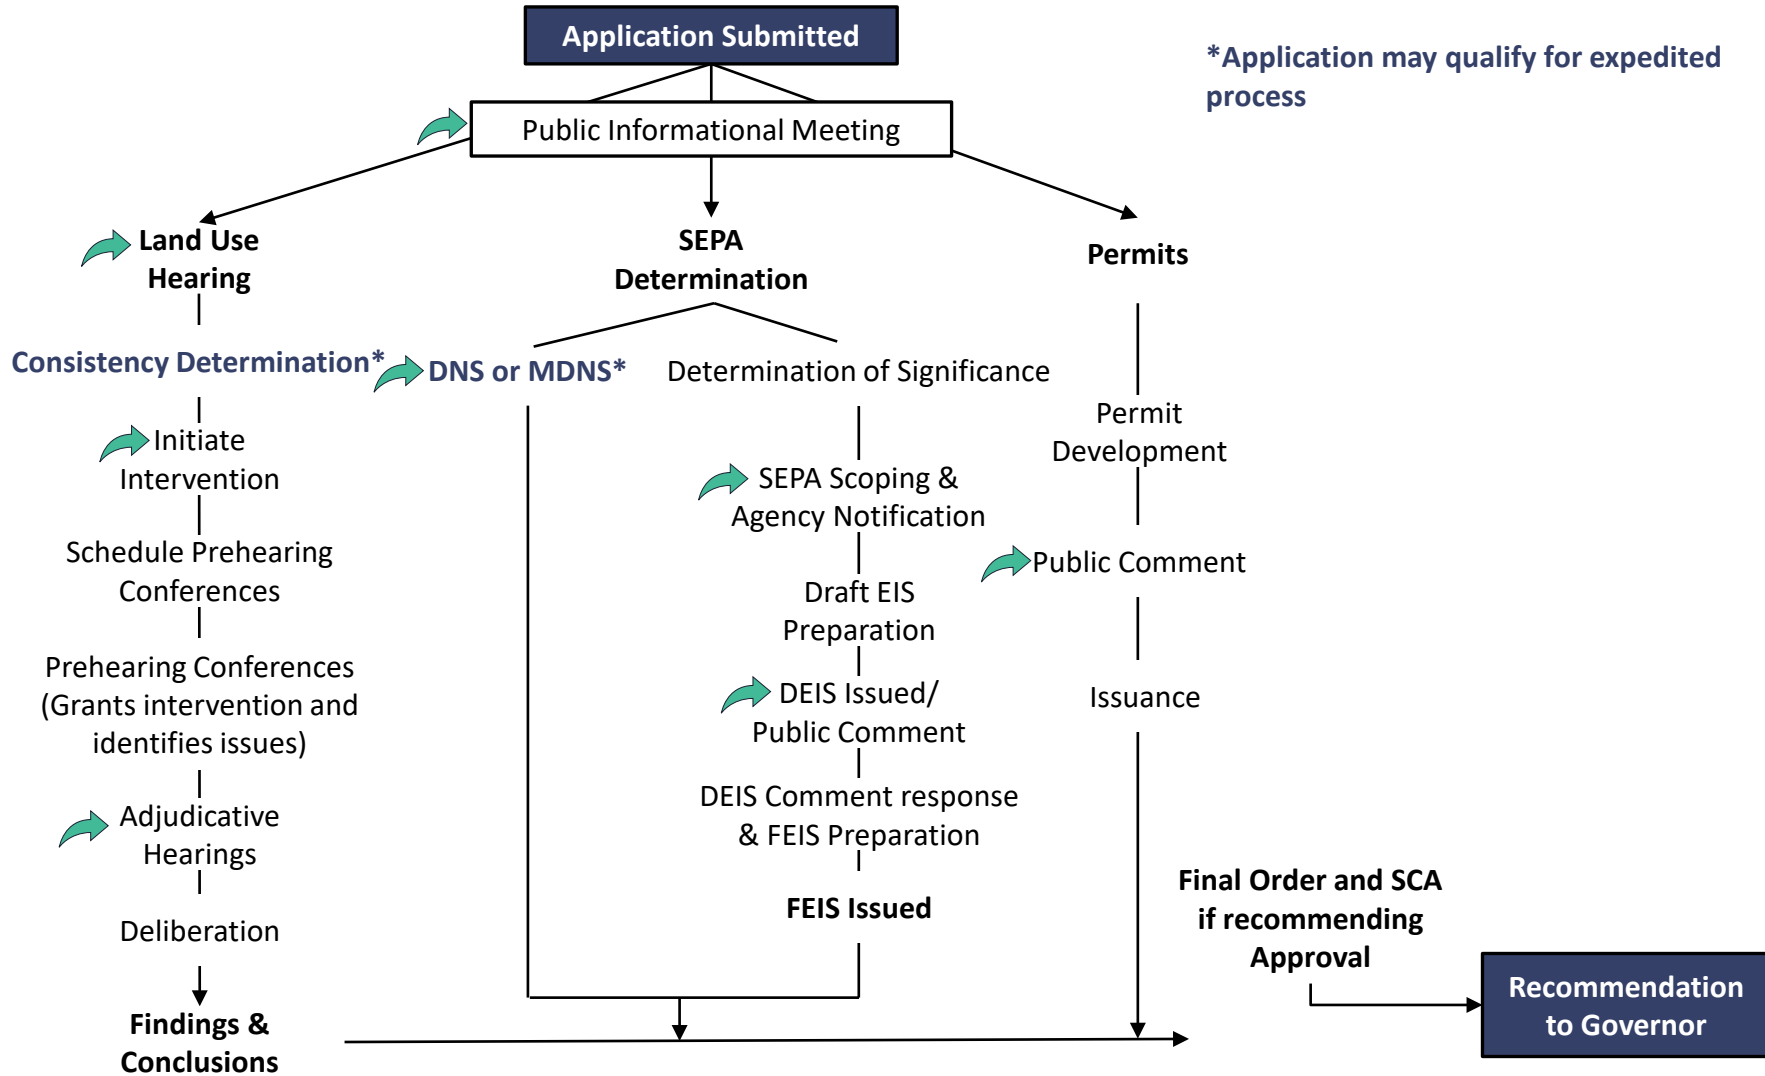 Application Submitted
*Application may qualify for expedited
process
Public Informational Meeting
Land Use
Hearing
Consistency Determination*
Initiate
Intervention
Schedule Prehearing
Conferences
Prehearing Conferences
(Grants intervention and
identifies issues)
Adjudicative
Hearings
Deliberation
Findings &
Conclusions
SEPA
Determination
DNS or MDNS*
Determination of Significance
SEPA Scoping &
Agency Notification
Draft EIS
Preparation
DEIS Issued/
Public Comment
DEIS Comment response
& FEIS Preparation
FEIS Issued
Permits
Permit
Development
Public Comment
Issuance
Final Order and SCA
if recommending
Approval
Recommendation
to Governor